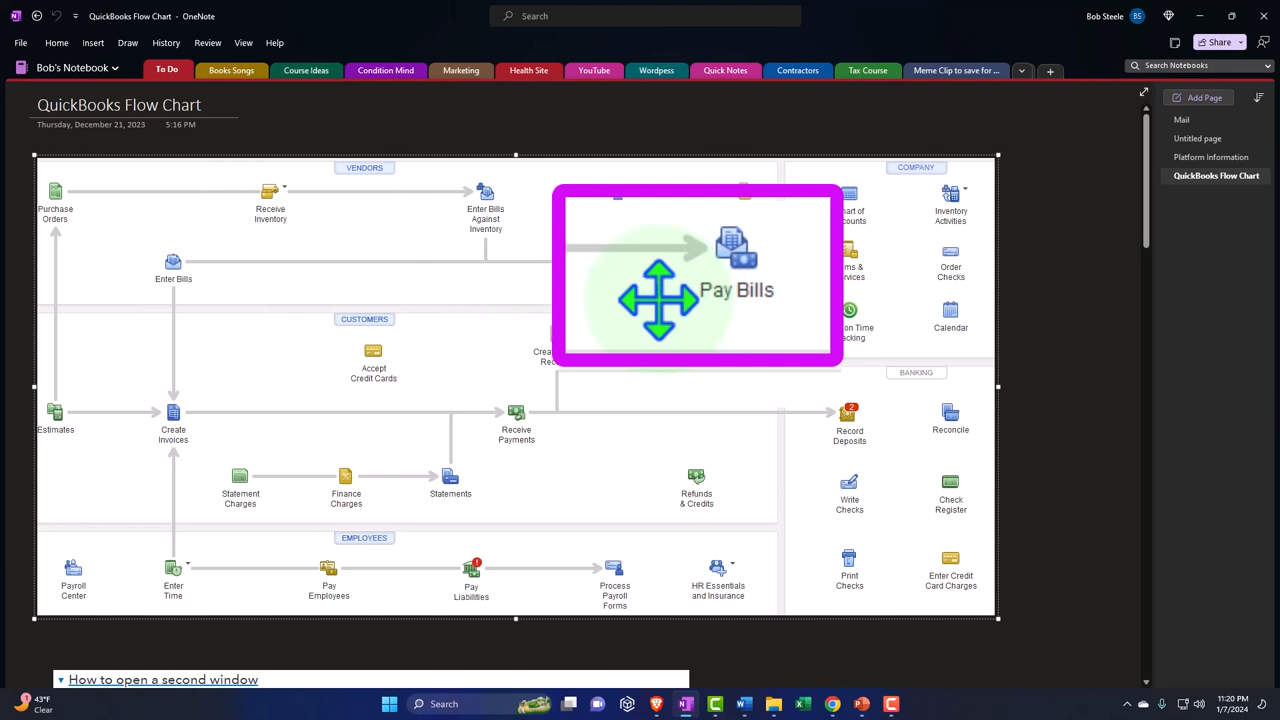 QuickBooks Flow Chart - OneNote
Search
Bob Steele
BS
File
Home
Insert
Draw
History
Review
View
Help
Share
Bob's Notebook
To Do
Books Songs
Course Ideas
Condition Mind
Marketing
Health Site
YouTube
Wordpess
Quick Notes
Contractors
Tax Course
Meme Clip to save for ...
Search Notebooks
QuickBooks Flow Chart
Thursday, December 21, 2023
5:16 PM
Add Page
Mail
Untitled page
Platform Information
QuickBooks Flow Chart
VENDORS
COMPANY
Purchase
Orders
Receive
Inventory
Enter Bills
Against
Inventory
Enter Bills
Pay Bills
Inventory
Activities
Order
Checks
Calendar
CUSTOMERS
Accept
Credit Cards
BANKING
Estimates
Create
Invoices
Receive
Payments
2
Record
Deposits
Reconcile
Statement
Charges
Finance
Charges
Statements
Refunds
& Credits
Write
Checks
Check
Register
EMPLOYEES
Payroll
Center
Enter
Time
Pay
Employees
!
Pay
Liabilities
Process
Payroll
Forms
HR Essentials
and Insurance
Print
Checks
Enter Credit
Card Charges
How to open a second window
1
43°F
Clear
Search
11:20 PM
1/7/2024